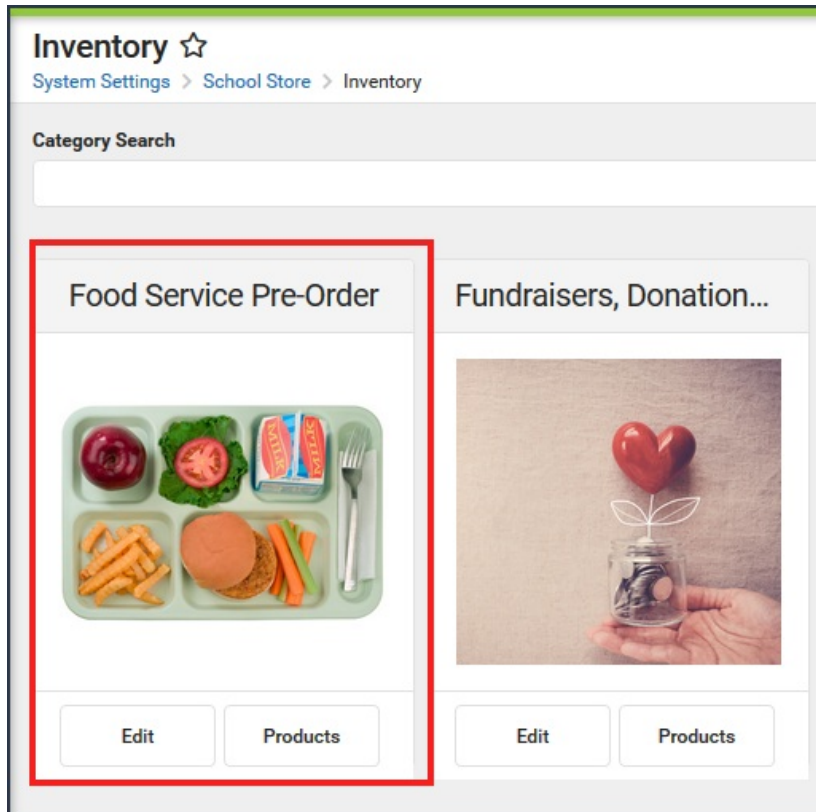 Inventory
System Settings > School Store > Inventory
Category Search
Food Service Pre-Order
Fundraisers, Donation...
MILK
MILK
Edit
Products
Edit
Products